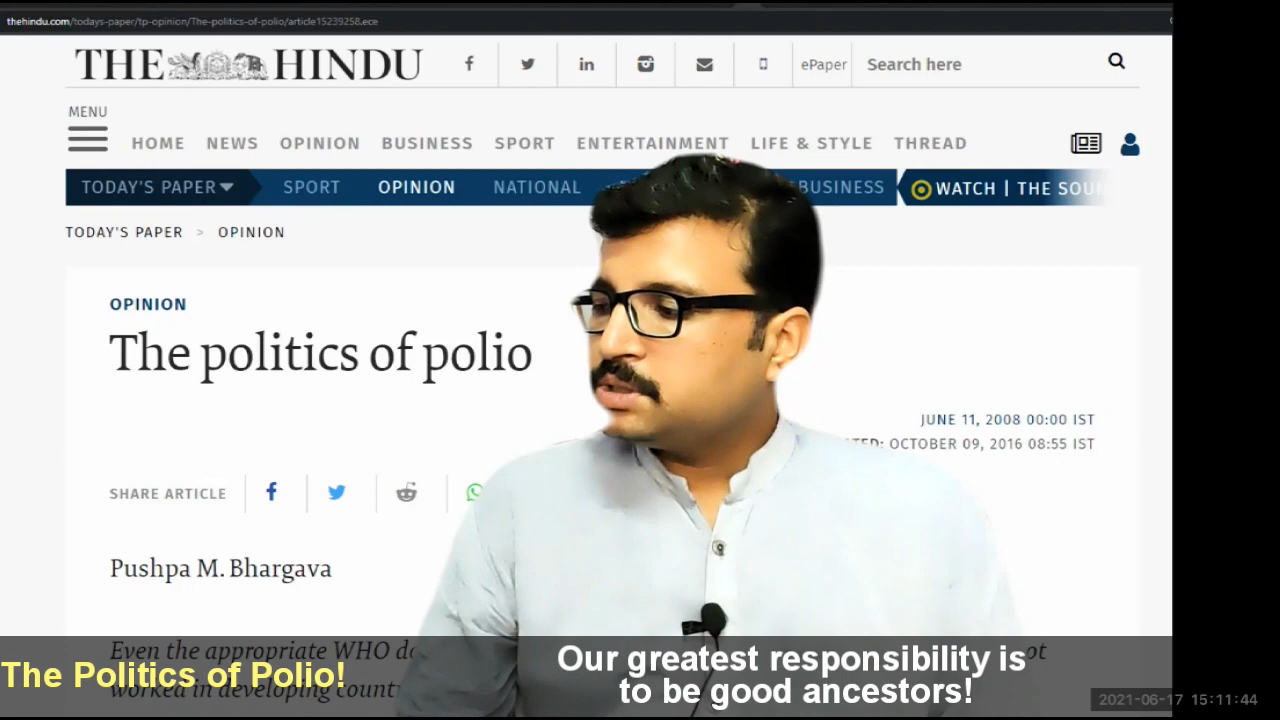 thehindu.com/todays-paper/tp-opinion/The-politics-of-polio/article15239258.ece
THE HINDU
ePaper
Search here
MENU
HOME NEWS OPINION BUSINESS SPORT ENTERTAINMENT LIFE & STYLE THREAD
TODAY'S PAPER SPORT OPINION NATIONAL BUSINESS WATCH | THE SOUN
TODAY'S PAPER > OPINION
OPINION
The politics of polio
JUNE 11, 2008 00:00 IST
OCTOBER 09, 2016 08:55 IST
SHARE ARTICLE
Pushpa M. Bhargava
Even the appropriate WHO
worked in developing
The Politics of Polio!
Our greatest responsibility is
to be good ancestors!
2021-06-17 15:11:44